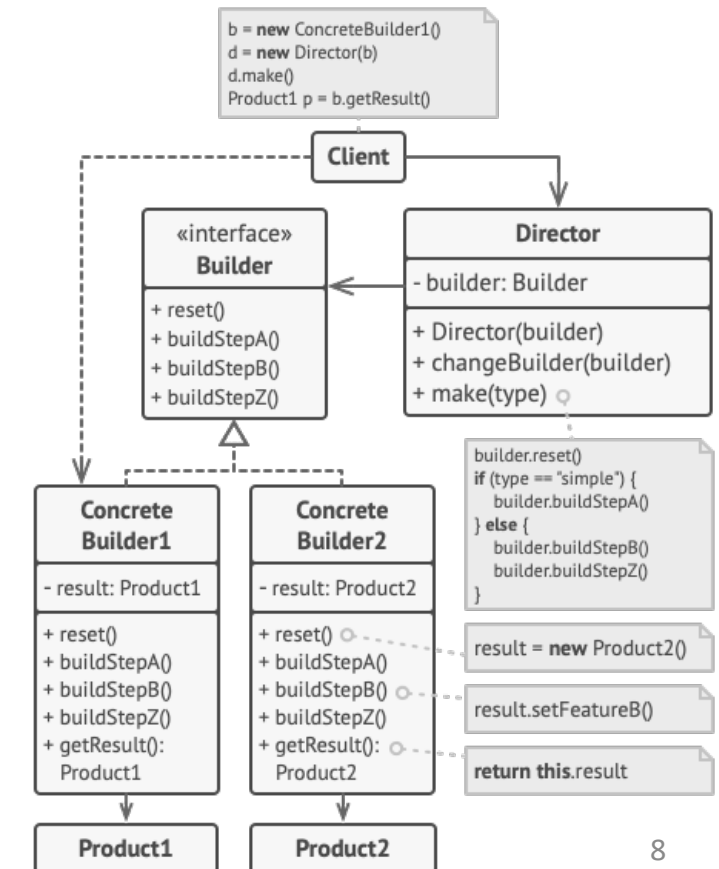 b = new ConcreteBuilder1()
d = new Director(b)
d.make()
Product1 p = b.getResult()
Client
«interface»
Builder
+ reset()
+ buildStepA()
+ buildStepB()
+ buildStepZ()
Director
- builder: Builder
+ Director(builder)
+ changeBuilder(builder)
+ make(type)
builder.reset()
if (type == "simple") {
builder.buildStepA()
} else {
builder.buildStepB()
builder.buildStepZ()
}
Concrete
Builder1
- result: Product1
+ reset()
+ buildStepA()
+ buildStepB()
+ buildStepZ()
+ getResult():
Product1
Concrete
Builder2
- result: Product2
+ reset()
+ buildStepA()
+ buildStepB()
+ buildStepZ()
+ getResult():
Product2
result = new Product2()
result.setFeatureB()
return this.result
Product1
Product2
8